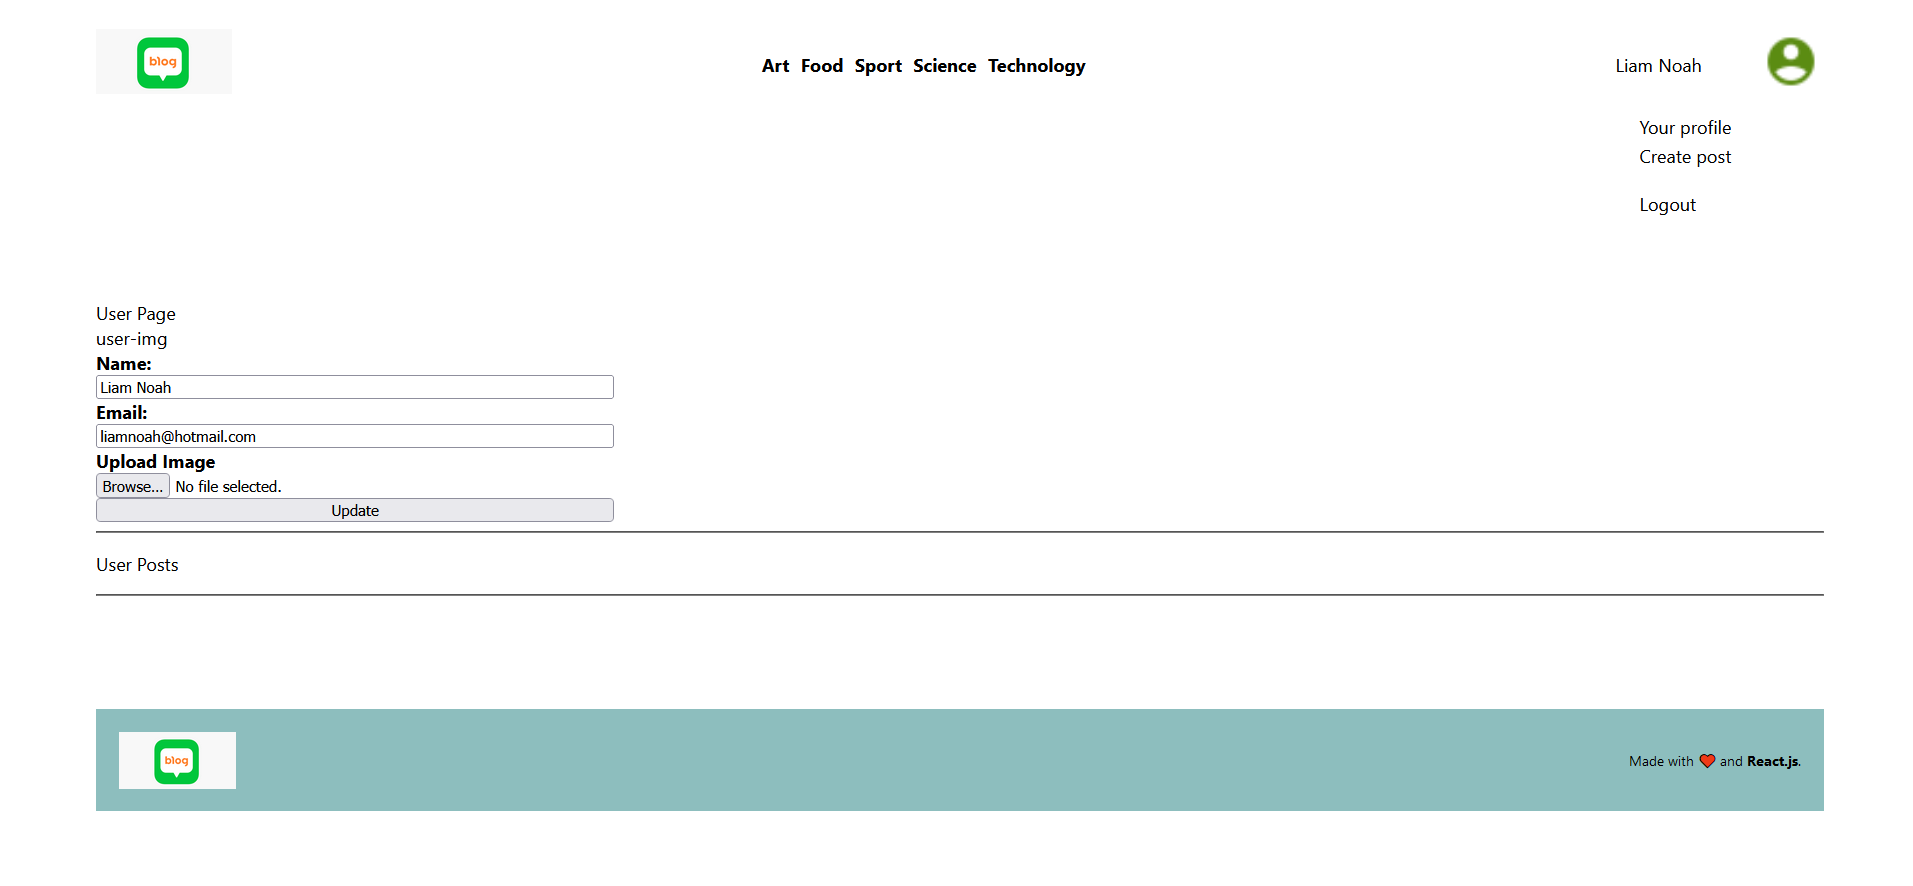 blog
Art Food Sport Science Technology
Liam Noah
Your profile
Create post
Logout
User Page
user-img
Name:
Liam Noah
Email:
liamnoah@hotmail.com
Upload Image
Browse... No file selected.
Update
User Posts
blog
Made with ❤ and React.js.